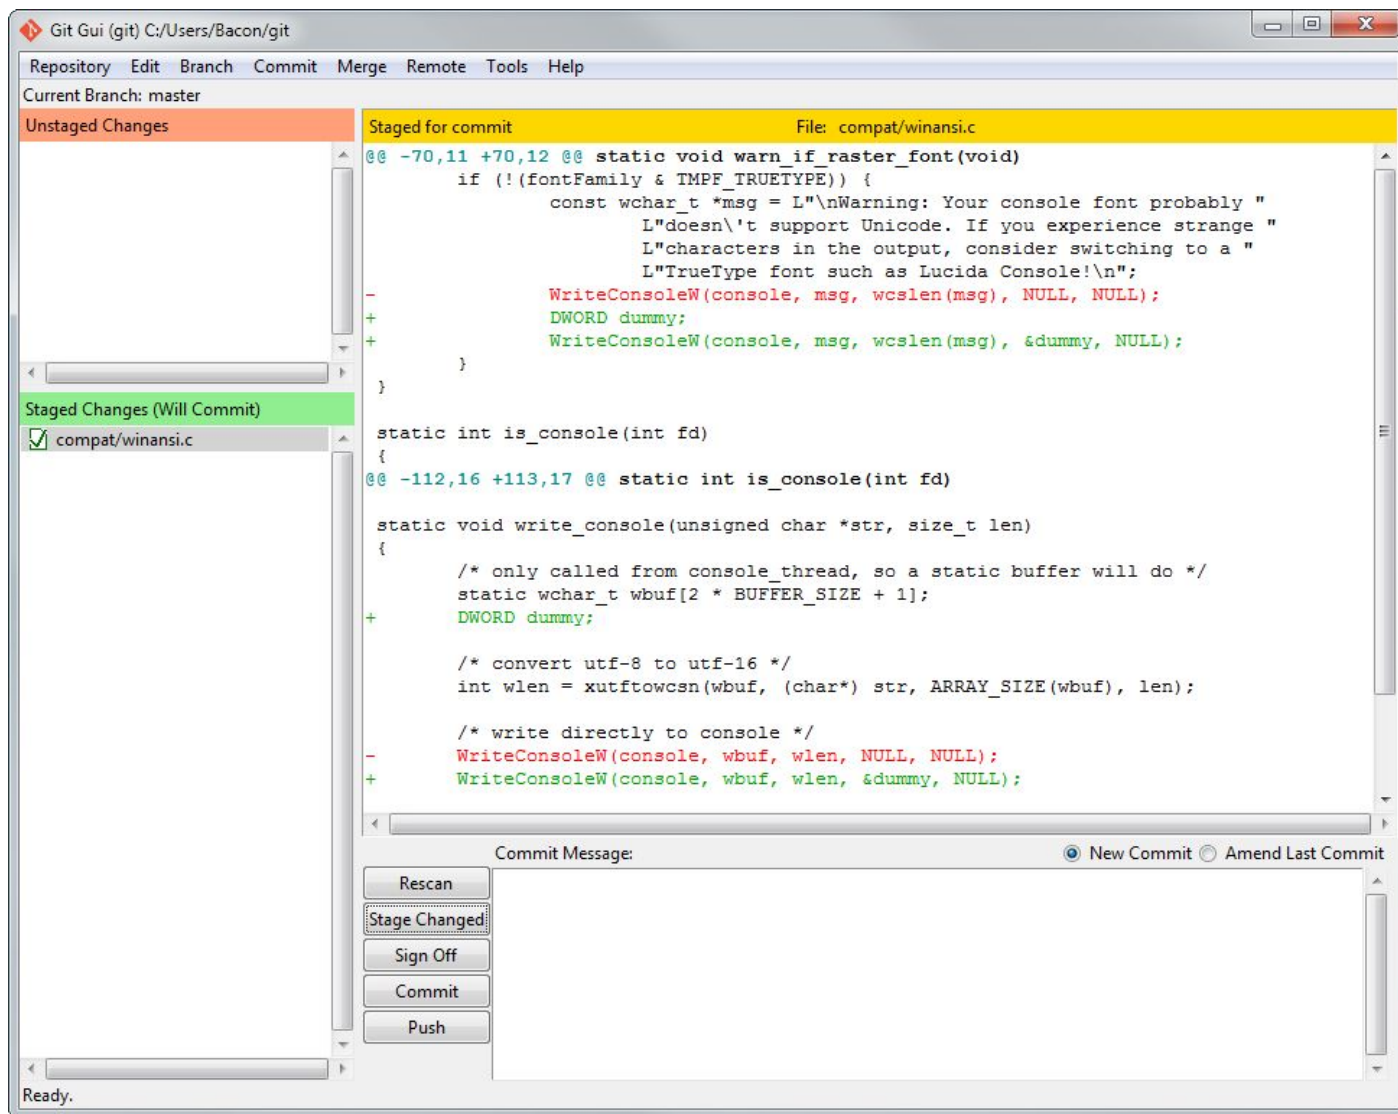 Git Gui (git) C:/Users/Bacon/git
Repository Edit Branch Commit Merge Remote Tools Help
Current Branch: master
Unstaged Changes
Staged Changes (Will Commit)
compat/winansi.c
Staged for commit File: compat/winansi.c
@@ -70,11 +70,12 @@ static void warn_if_raster_font(void)
        if (!(fontFamily & TMPF_TRUETYPE)) {
                const wchar_t *msg = L"\nWarning: Your console font probably "
                        L"doesn\'t support Unicode. If you experience strange "
                        L"characters in the output, consider switching to a "
                        L"TrueType font such as Lucida Console!\n";
-               WriteConsoleW(console, msg, wcslen(msg), NULL, NULL);
+               DWORD dummy;
+               WriteConsoleW(console, msg, wcslen(msg), &dummy, NULL);
        }
 }
 static int is_console(int fd)
 {
@@ -112,16 +113,17 @@ static int is_console(int fd)
 static void write_console(unsigned char *str, size_t len)
 {
        /* only called from console_thread, so a static buffer will do */
        static wchar_t wbuf[2 * BUFFER_SIZE + 1];
+       DWORD dummy;
        /* convert utf-8 to utf-16 */
        int wlen = xutftowcsn(wbuf, (char*) str, ARRAY_SIZE(wbuf), len);
        /* write directly to console */
-       WriteConsoleW(console, wbuf, wlen, NULL, NULL);
+       WriteConsoleW(console, wbuf, wlen, &dummy, NULL);
Commit Message: New Commit Amend Last Commit
Rescan
Stage Changed
Sign Off
Commit
Push
Ready.